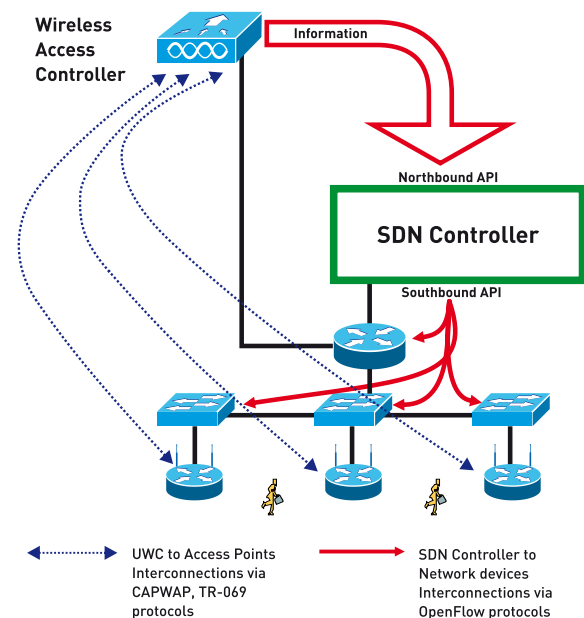 Wireless
Access
Controller
Information
Northbound API
SDN Controller
Southbound API
UWC to Access Points
Interconnections via
CAPWAP, TR-069
protocols
SDN Controller to
Network devices
Interconnections via
OpenFlow protocols